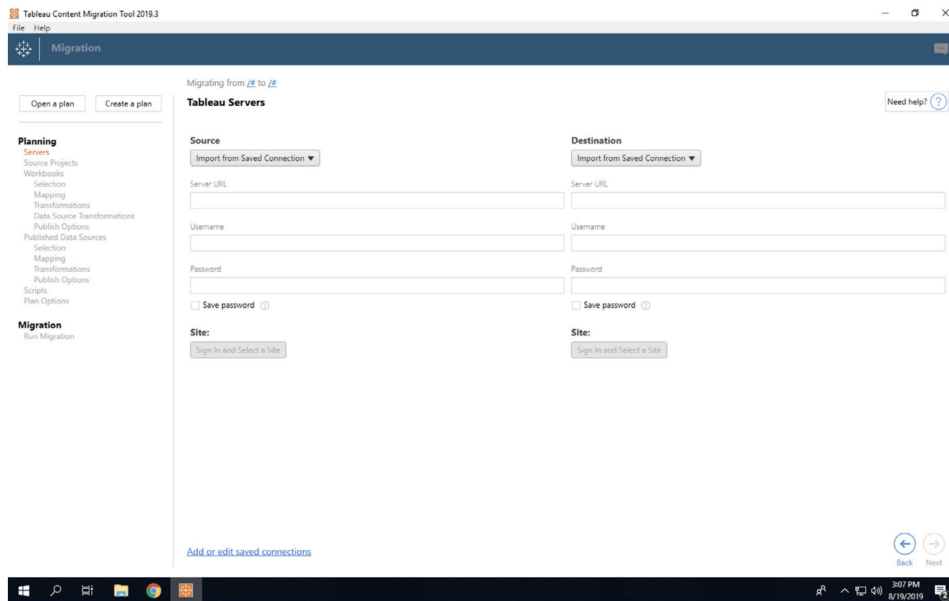 Tableau Content Migration Tool 2019.3
File Help
Migration
Open a plan
Create a plan
Planning
Servers
Source Projects
Workbooks
Selection
Mapping
Transformations
Data Source Transformations
Publish Options
Published Data Sources
Selection
Mapping
Transformations
Publish Options
Scripts
Plan Options
Migration
Run Migration
Migrating from /# to /#
Tableau Servers
Need help? ?
Source
Import from Saved Connection ▼
Server URL
Username
Password
Save password
Site:
Sign In and Select a Site
Destination
Import from Saved Connection ▼
Server URL
Username
Password
Save password
Site:
Sign In and Select a Site
Add or edit saved connections
Back
Next
3:07 PM
8/19/2019